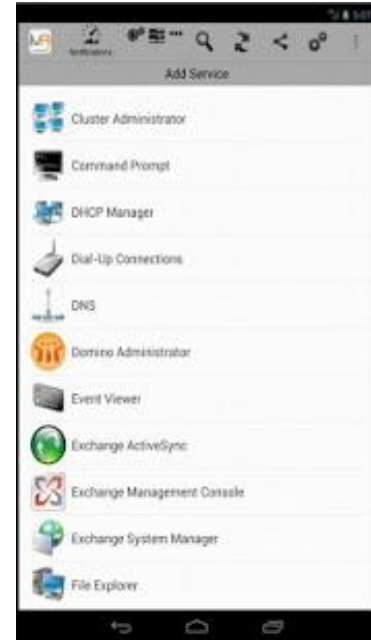 Notifications
Add Service
Cluster Administrator
Command Prompt
DHCP Manager
Dial-Up Connections
DNS
Domino Administrator
Event Viewer
Exchange ActiveSync
Exchange Management Console
Exchange System Manager
File Explorer